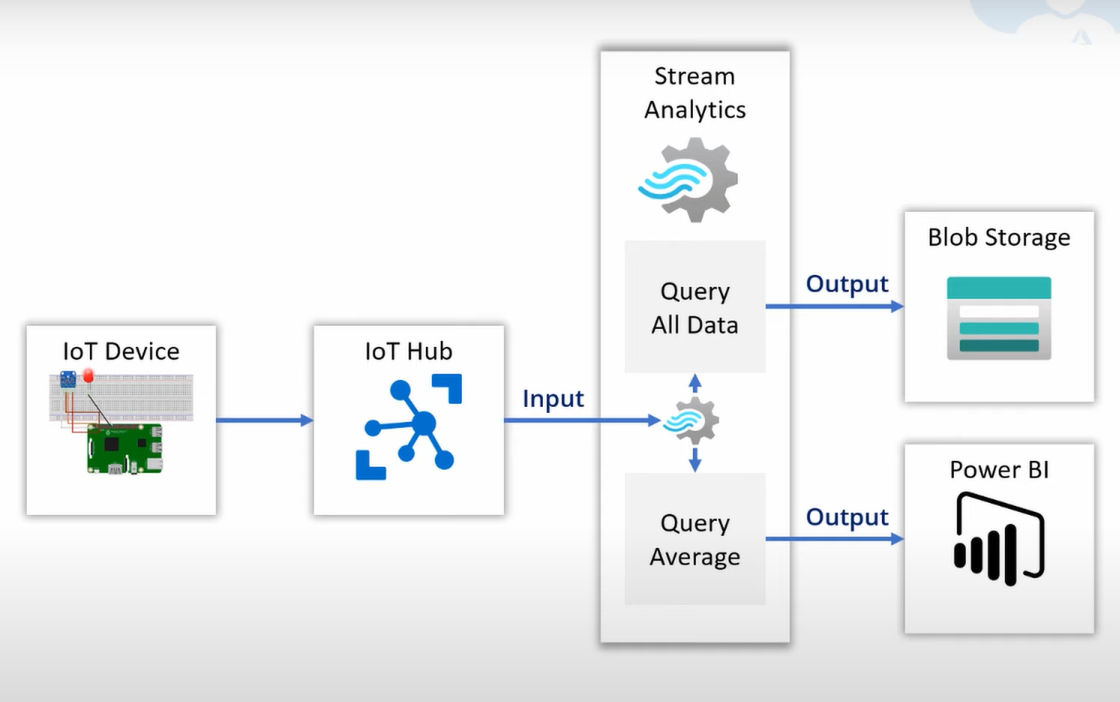 Stream
Analytics
Query
All Data
Output
Blob Storage
IoT Device
IoT Hub
Input
Query
Average
Output
Power BI